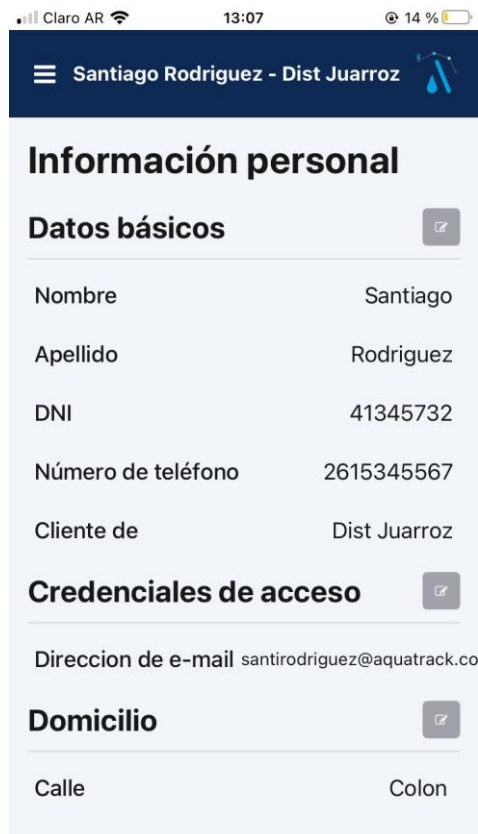 Claro AR 13:07 14 %
Santiago Rodriguez - Dist Juarroz
Información personal
Datos básicos
Nombre Santiago
Apellido Rodriguez
DNI 41345732
Número de teléfono 2615345567
Cliente de Dist Juarroz
Credenciales de acceso
Direccion de e-mail santirodriguez@aquatrack.co
Domicilio
Calle Colon